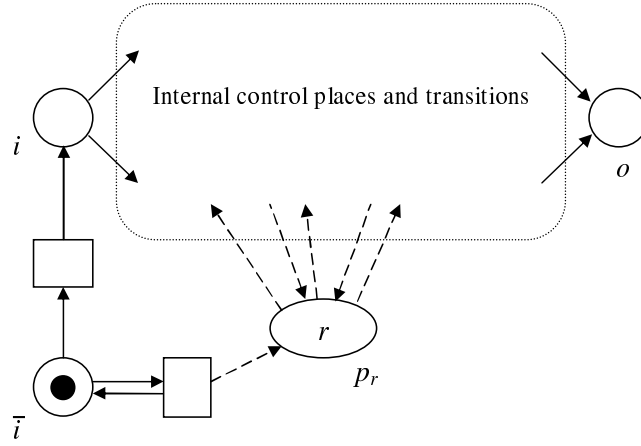 Internal control places and transitions
i
o
r
p_r
i̅